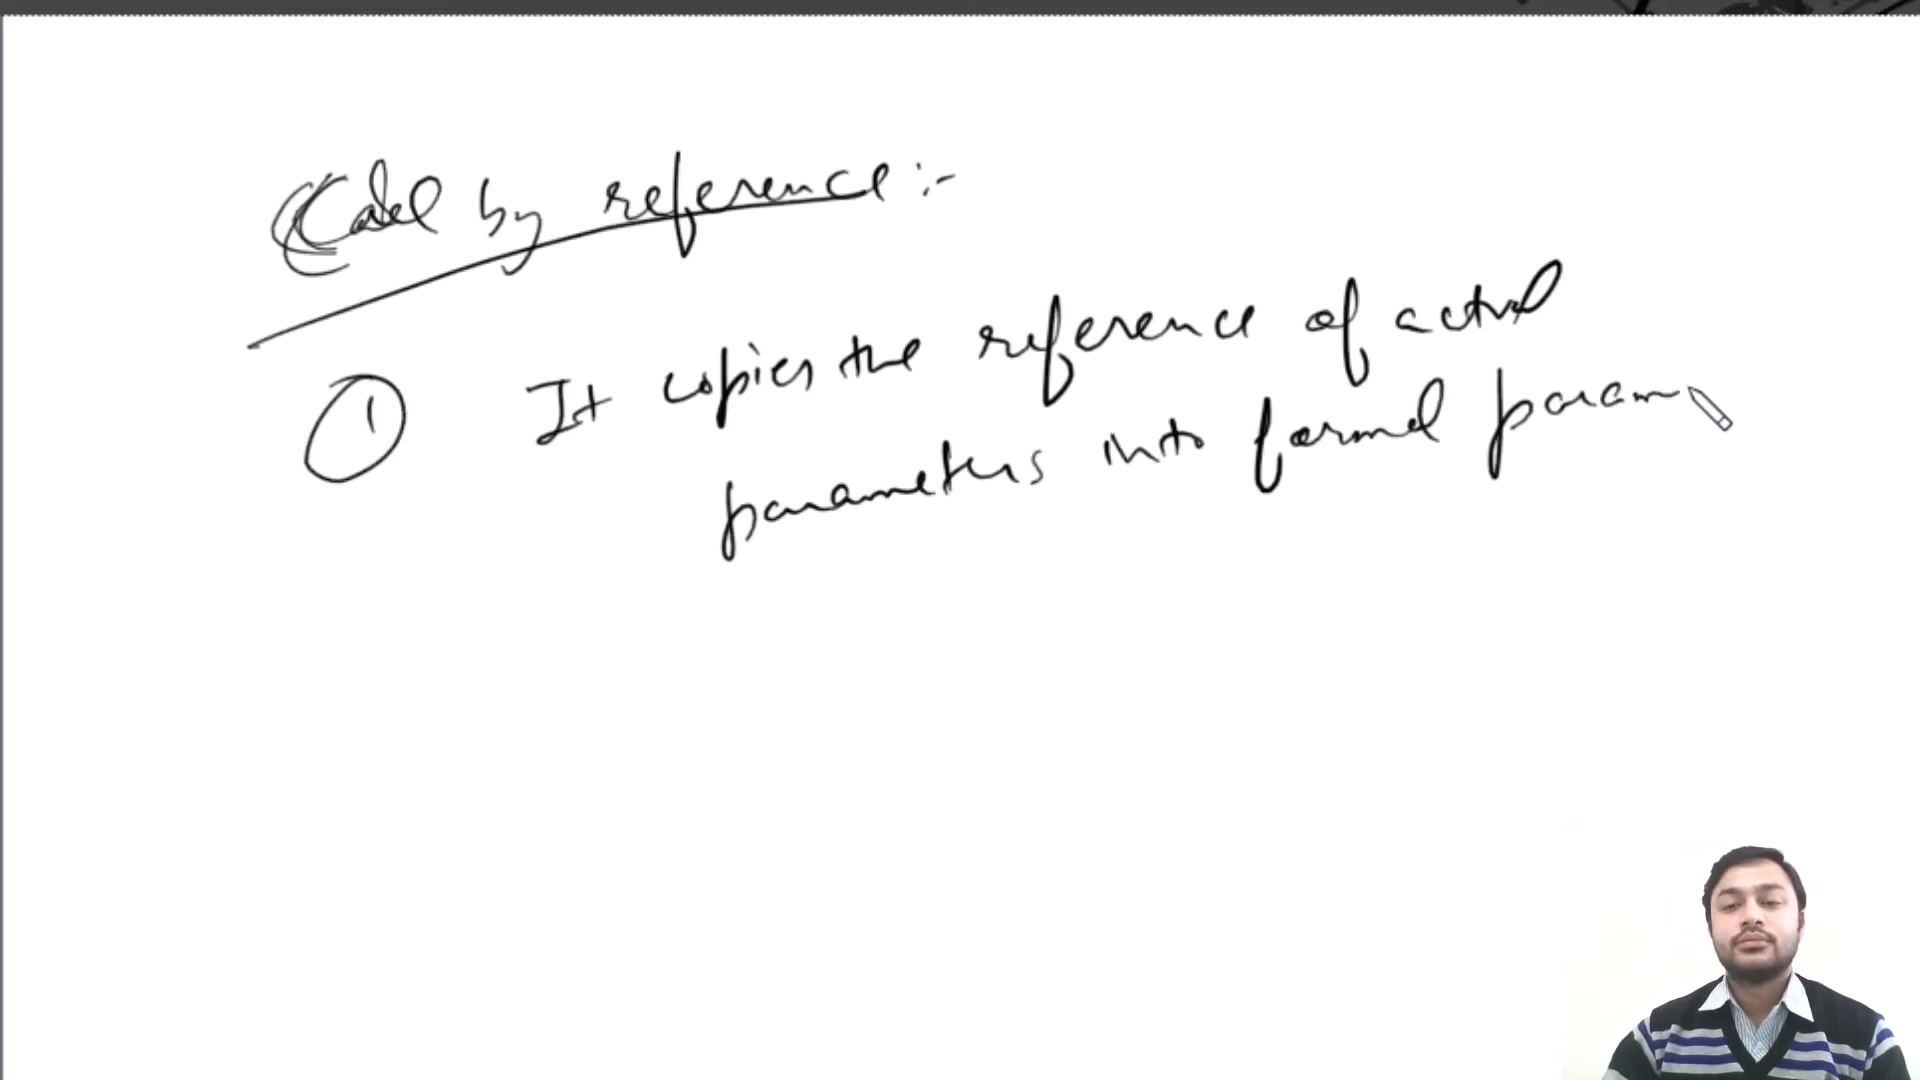 Call by reference :-
① It copies the reference of actual
parameters into formal param